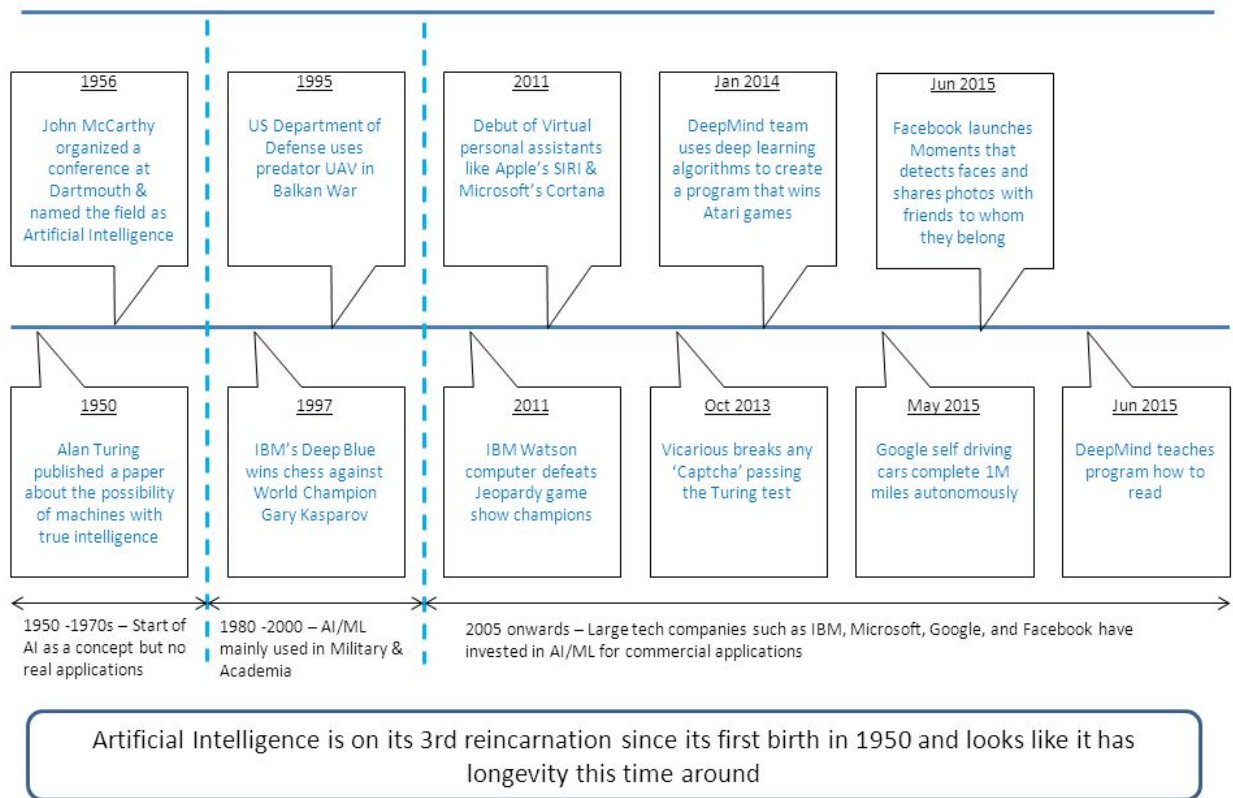 1956
John McCarthy
organized a
conference at
Dartmouth &
named the field as
Artificial Intelligence
1995
US Department of
Defense uses
predator UAV in
Balkan War
2011
Debut of Virtual
personal assistants
like Apple's SIRI &
Microsoft's Cortana
Jan 2014
DeepMind team
uses deep learning
algorithms to create
a program that wins
Atari games
Jun 2015
Facebook launches
Moments that
detects faces and
shares photos with
friends to whom
they belong
1950
Alan Turing
published a paper
about the possibility
of machines with
true intelligence
1997
IBM's Deep Blue
wins chess against
World Champion
Gary Kasparov
2011
IBM Watson
computer defeats
Jeopardy game
show champions
Oct 2013
Vicarious breaks any
‘Captcha’ passing
the Turing test
May 2015
Google self driving
cars complete 1M
miles autonomously
Jun 2015
DeepMind teaches
program how to
read
1950 -1970s – Start of
AI as a concept but no
real applications
1980 -2000 – AI/ML
mainly used in Military &
Academia
2005 onwards – Large tech companies such as IBM, Microsoft, Google, and Facebook have
invested in AI/ML for commercial applications
Artificial Intelligence is on its 3rd reincarnation since its first birth in 1950 and looks like it has
longevity this time around